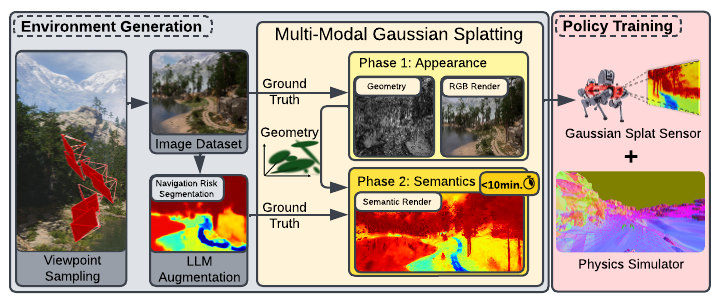 Environment Generation
Viewpoint
Sampling
Image Dataset
Navigation Risk
Segmentation
LLM
Augmentation
Multi-Modal Gaussian Splatting
Ground
Truth
Geometry
Ground
Truth
Phase 1: Appearance
Geometry
RGB Render
Phase 2: Semantics
<10min.
Semantic Render
Policy Training
Gaussian Splat Sensor
+
Physics Simulator